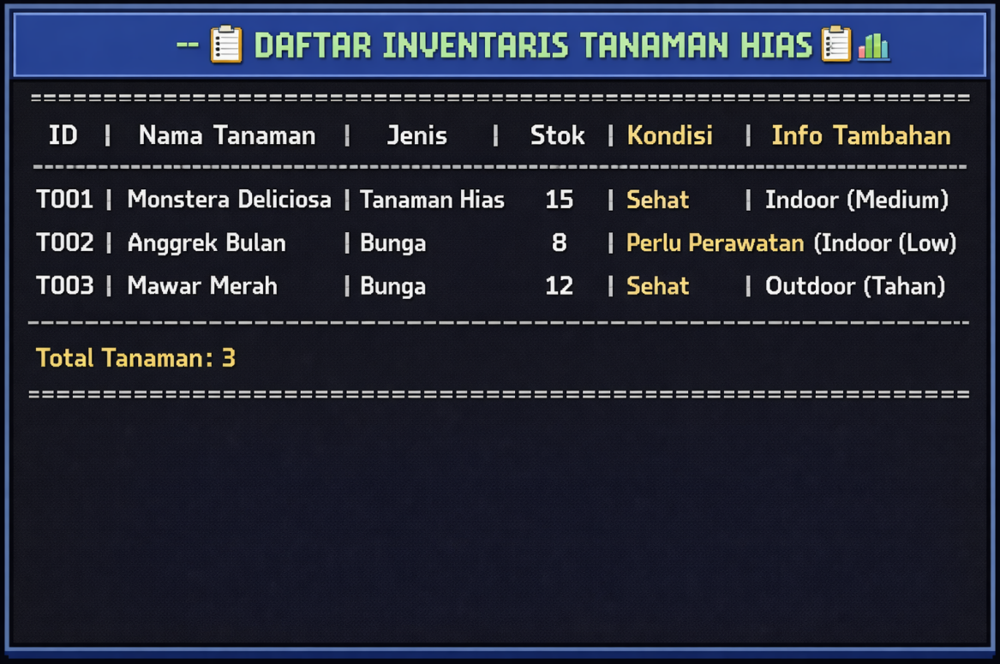 -- 📋 DAFTAR INVENTARIS TANAMAN HIAS 📋📊
ID | Nama Tanaman | Jenis | Stok | Kondisi | Info Tambahan
T001 | Monstera Deliciosa | Tanaman Hias 15 | Sehat | Indoor (Medium)
T002 | Anggrek Bulan | Bunga 8 | Perlu Perawatan (Indoor (Low)
T003 | Mawar Merah | Bunga 12 | Sehat | Outdoor (Tahan)
Total Tanaman: 3